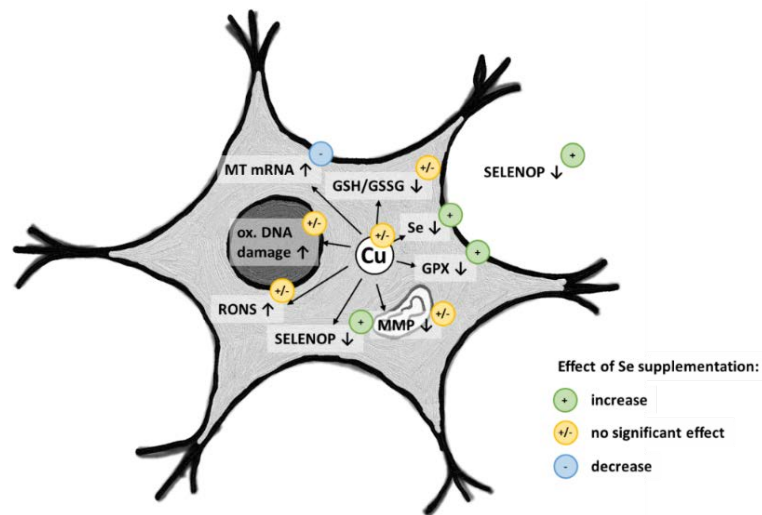 MT mRNA ↑
-
GSH/GSSG ↓
+/-
SELENOP ↓
+
ox. DNA
damage ↑
+/-
Se ↓
+
+/-
Cu
GPX ↓
+
RONS ↑
+/-
SELENOP ↓
+
MMP ↓
+/-
Effect of Se supplementation:
+ increase
+/- no significant effect
- decrease